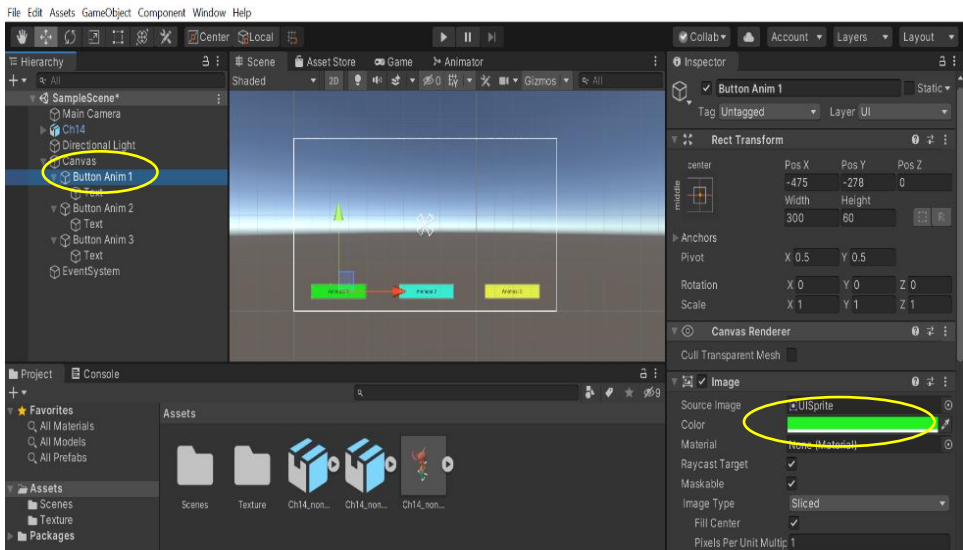 File Edit Assets GameObject Component Window Help
Center Local Collab Account Layers Layout
Hierarchy
All
SampleScene*
Main Camera
Ch14
Directional Light
Canvas
Button Anim 1
Text
Button Anim 2
Text
Button Anim 3
Text
EventSystem
Scene Asset Store Game Animator
Shaded 2D 0 Gizmos All
Inspector
Button Anim 1 Static
Tag Untagged Layer UI
Rect Transform
center Pos X Pos Y Pos Z
middle -475 -278 0
Width Height
300 60
R
Anchors
Pivot X 0.5 Y 0.5
Rotation X 0 Y 0 Z 0
Scale X 1 Y 1 Z 1
Canvas Renderer
Cull Transparent Mesh
Image
Source Image UISprite
Color
Material None (Material)
Raycast Target
Maskable
Image Type Sliced
Fill Center
Pixels Per Unit Multip 1
Project Console
9
Favorites
All Materials
All Models
All Prefabs
Assets
Scenes
Texture
Packages
Assets
Scenes Texture Ch14_non... Ch14_non... Ch14_non...